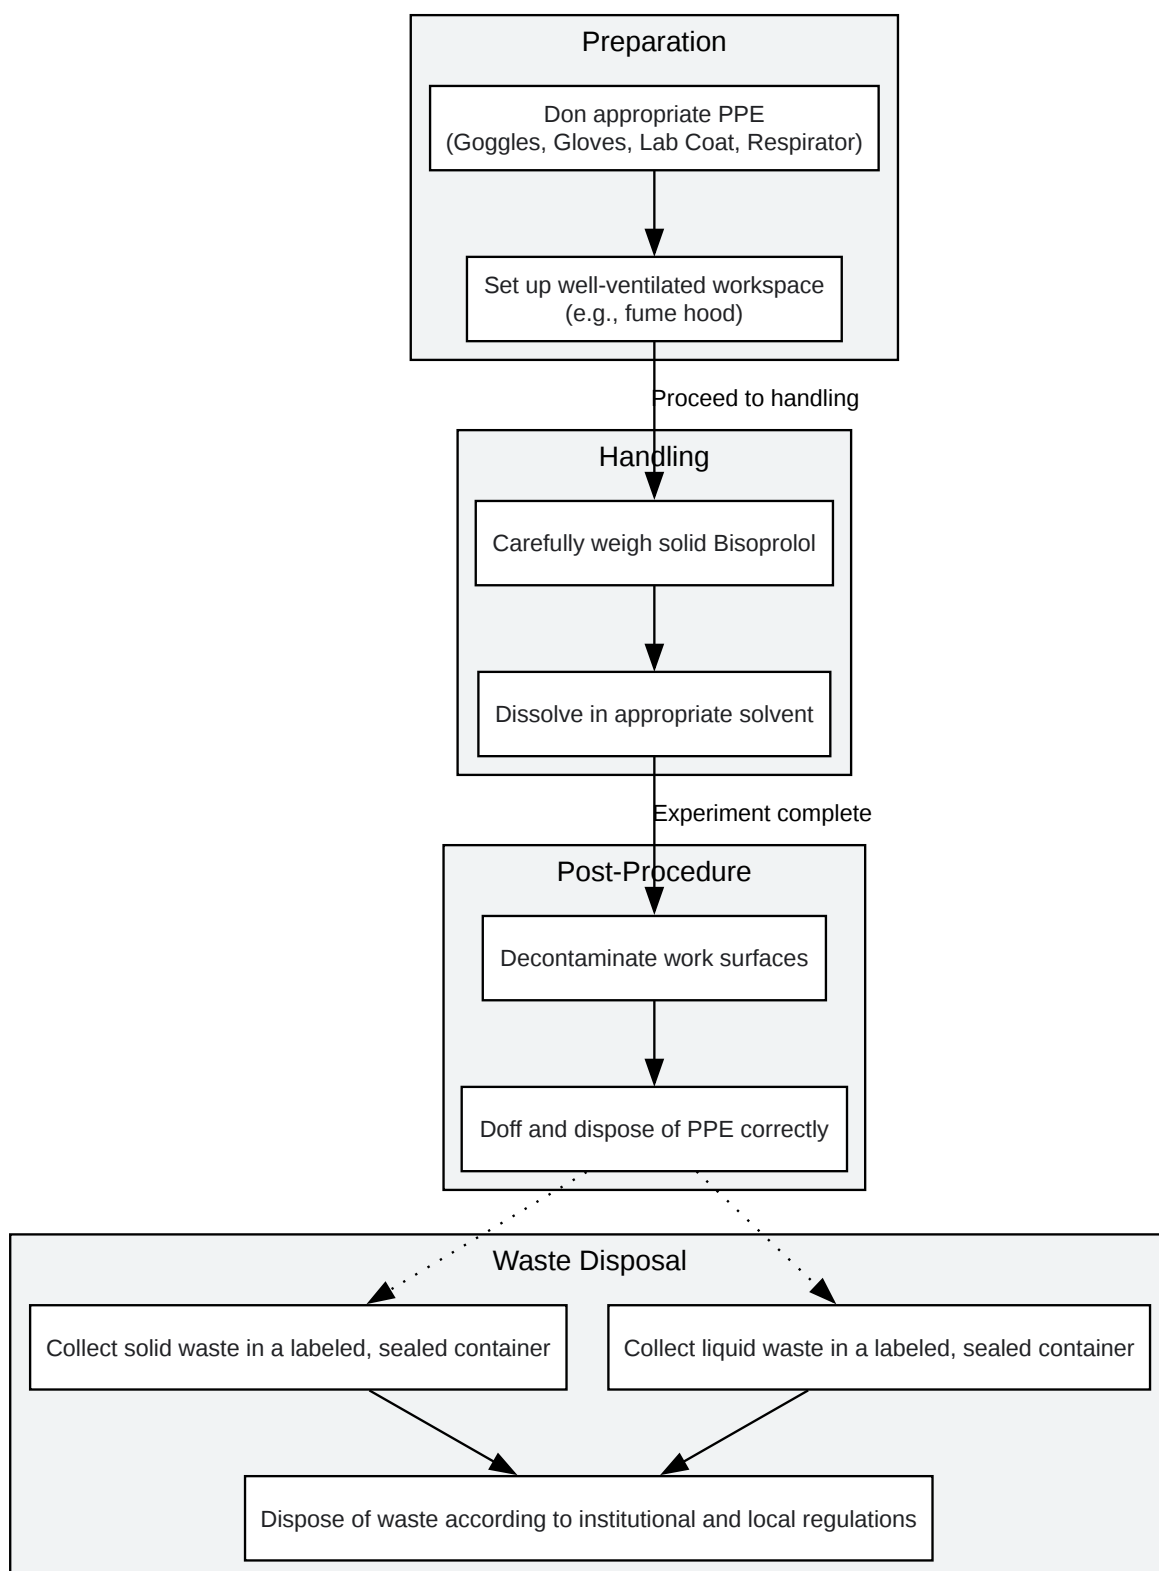 Preparation
Don appropriate PPE
(Goggles, Gloves, Lab Coat, Respirator)
Set up well-ventilated workspace
(e.g., fume hood)
Proceed to handling
Handling
Carefully weigh solid Bisoprolol
Dissolve in appropriate solvent
Experiment complete
Post-Procedure
Decontaminate work surfaces
Doff and dispose of PPE correctly
Waste Disposal
Collect solid waste in a labeled, sealed container
Collect liquid waste in a labeled, sealed container
Dispose of waste according to institutional and local regulations